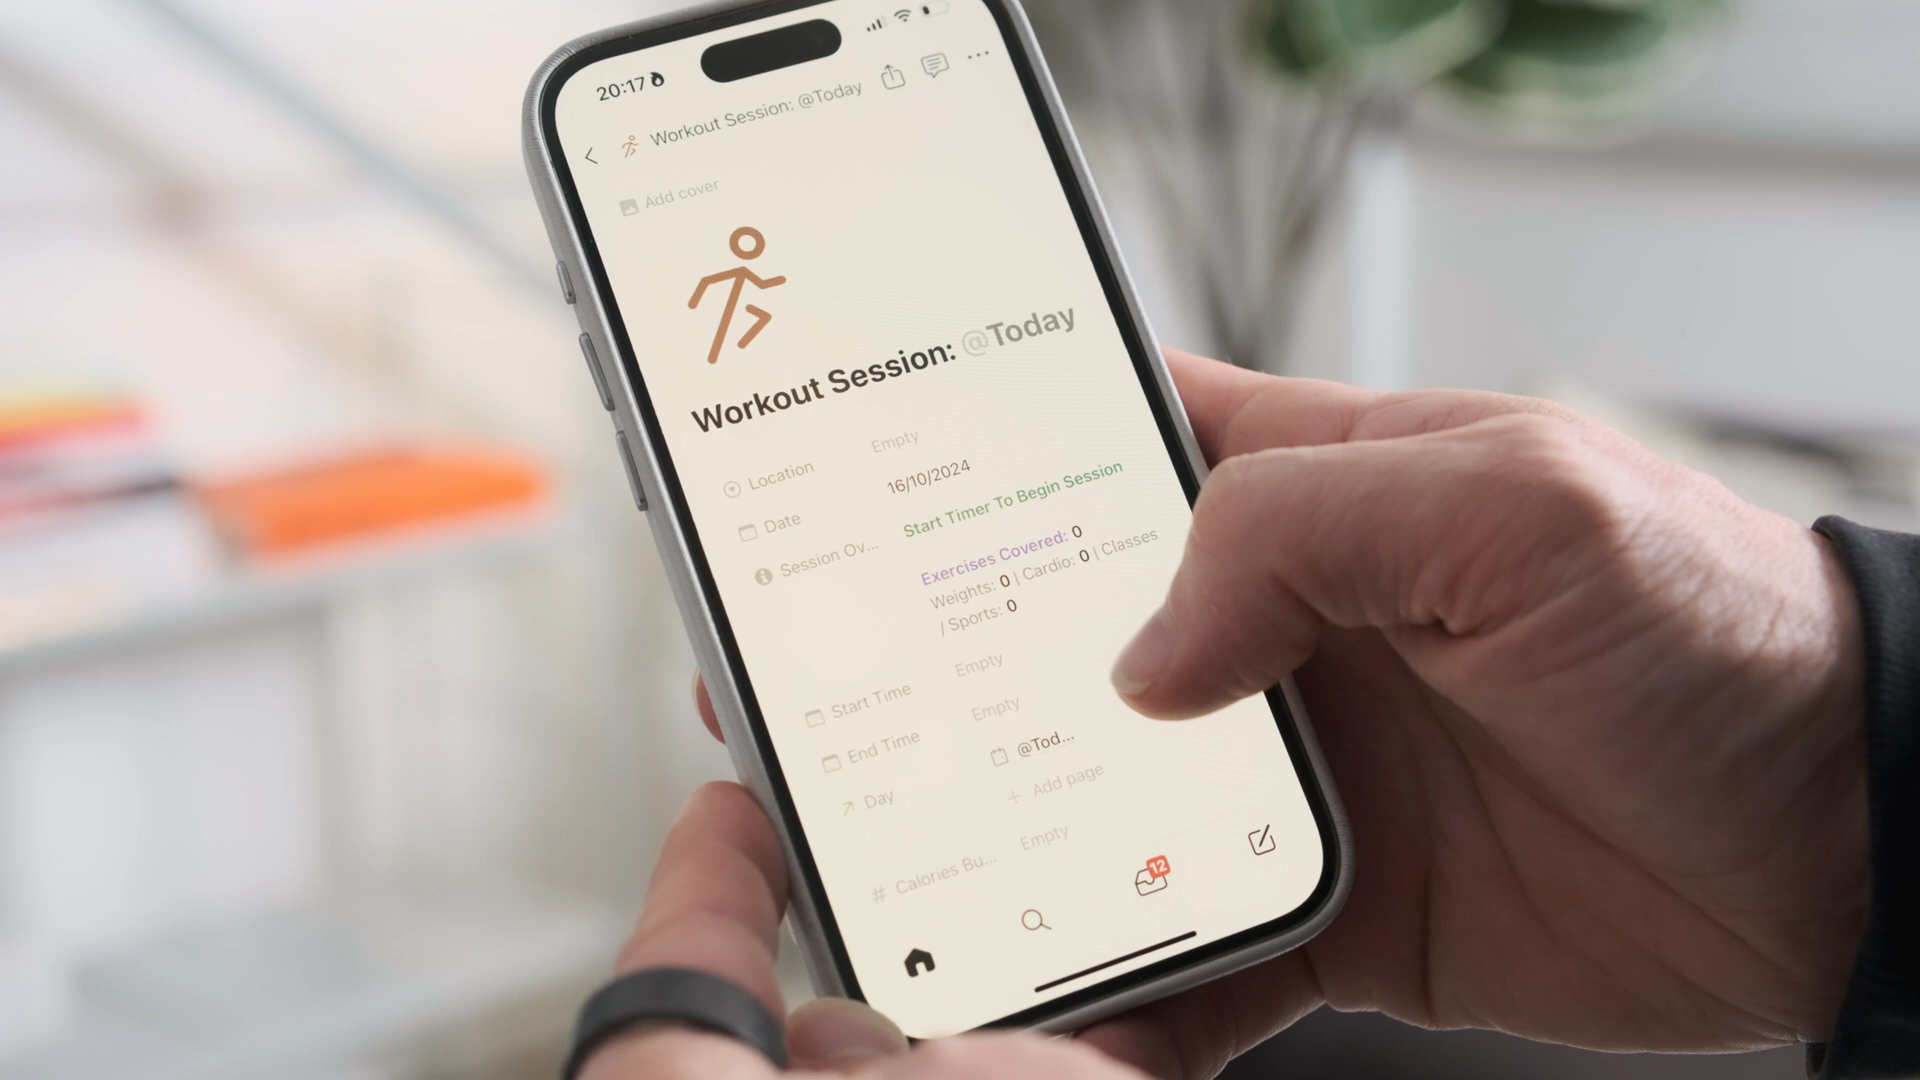 20:17
Workout Session: @Today
Add cover
Workout Session: @Today
Location Empty
Date 16/10/2024
Session Ov... Start Timer To Begin Session
Exercises Covered: 0
Weights: 0 | Cardio: 0 | Classes
| Sports: 0
Start Time Empty
End Time Empty
Day @Tod...
Add page
Calories Bu... Empty
12